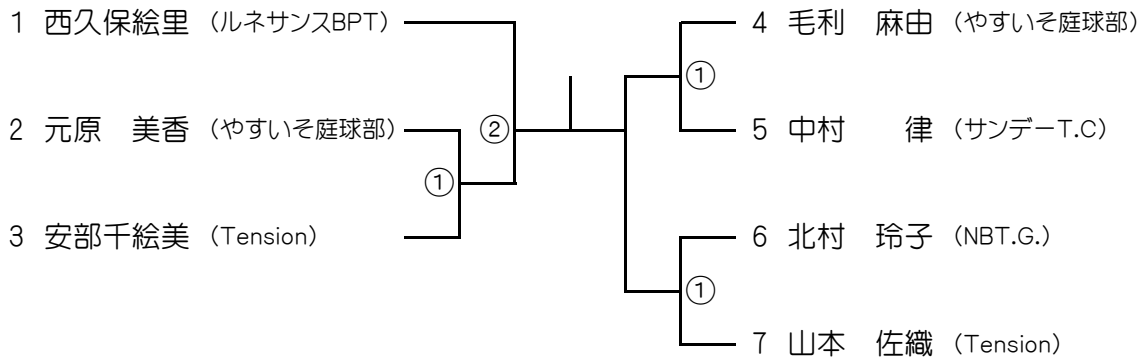 1 西久保絵里 (ルネサンスBPT)
2 元原　美香 (やすいそ庭球部)
3 安部千絵美 (Tension)
①
②
4 毛利　麻由 (やすいそ庭球部)
①
5 中村　　律 (サンデーT.C)
6 北村　玲子 (NBT.G.)
①
7 山本　佐織 (Tension)